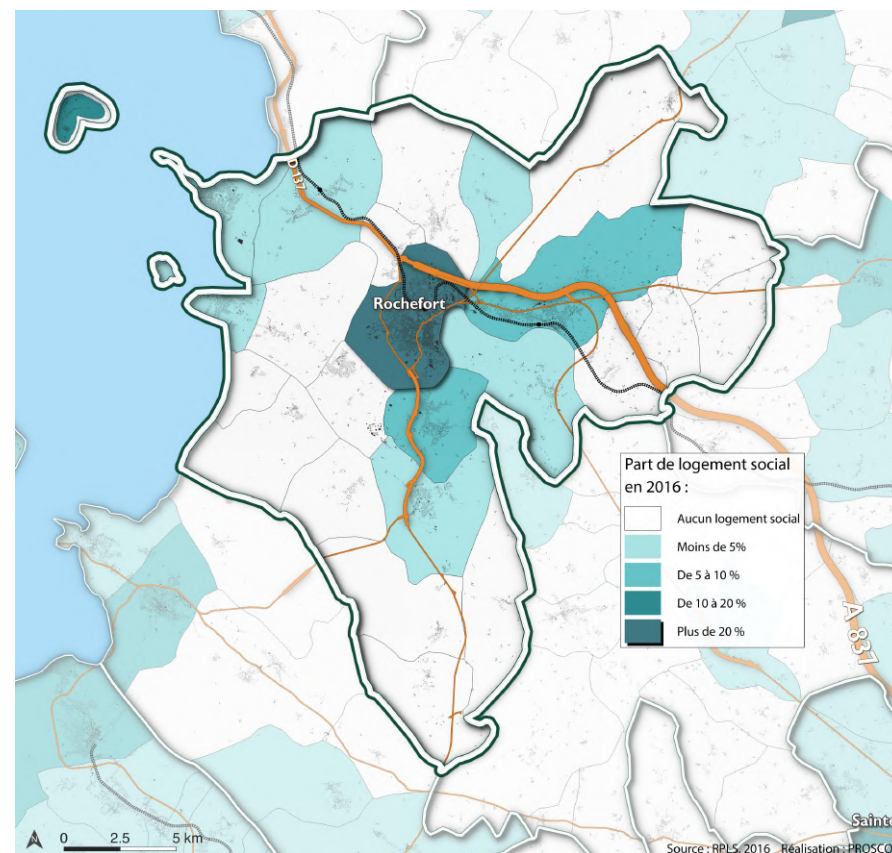 D 137
Rochefort
Part de logement social
en 2016 :
Aucun logement social
Moins de 5%
De 5 à 10 %
De 10 à 20 %
Plus de 20 %
A 837
Sainte
N
0 2.5 5 km
Source : RPLS, 2016 Réalisation : PROSCO